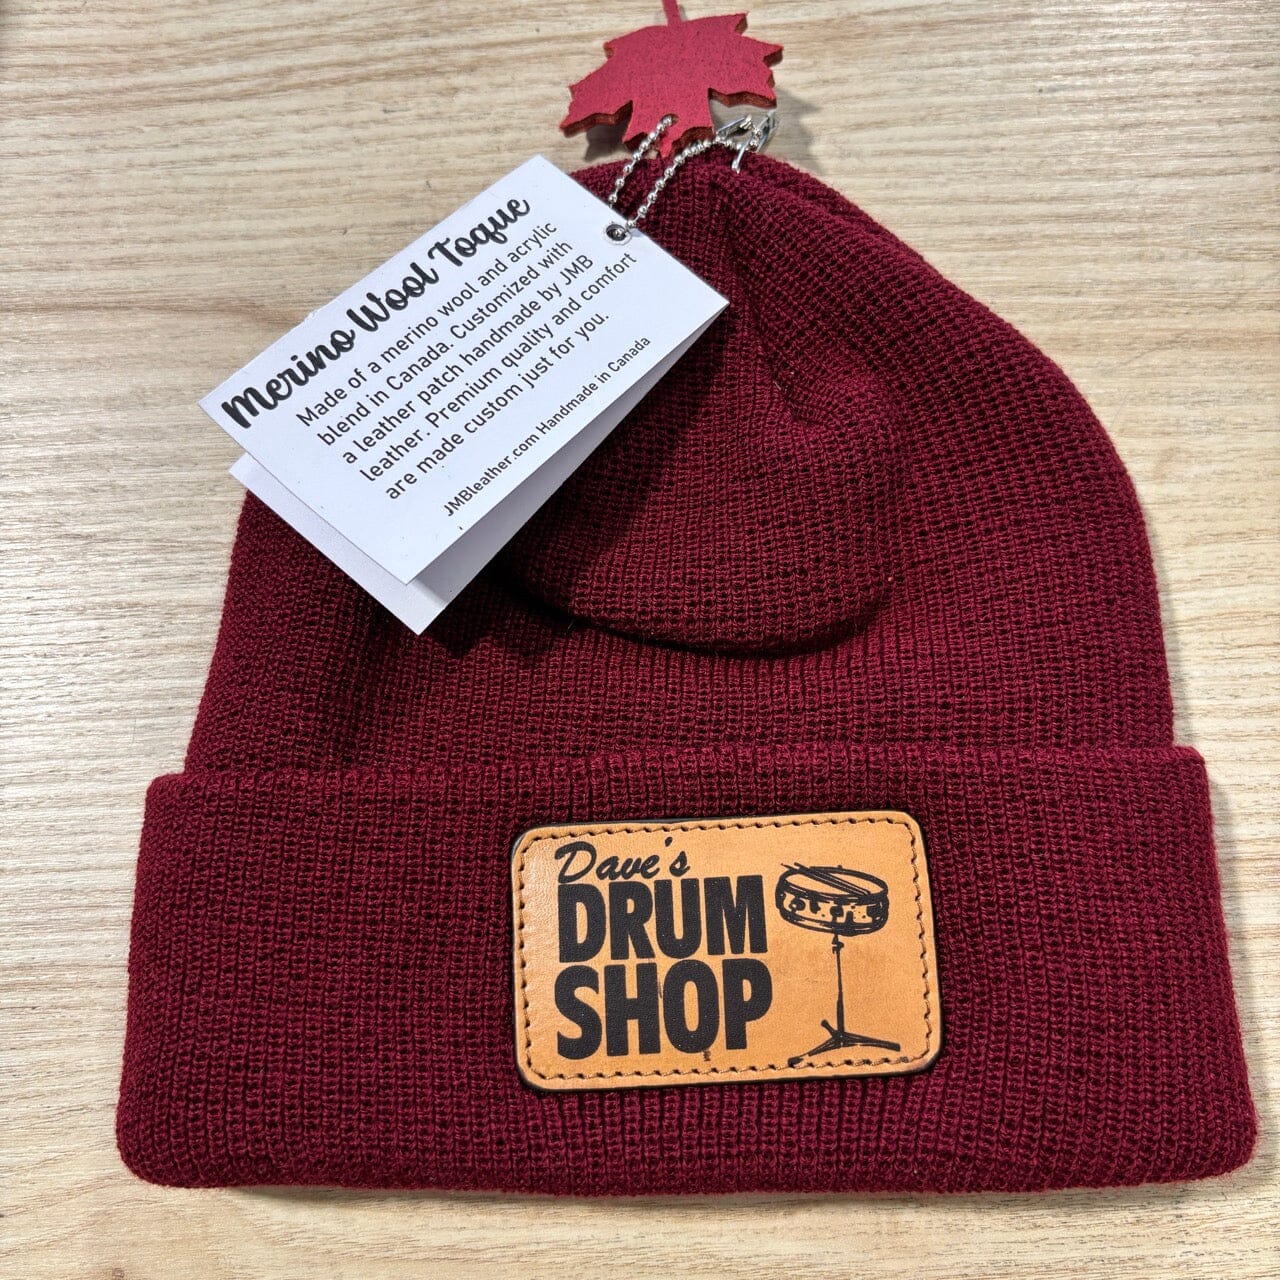 Merino Wool Toque
Made of a merino wool and acrylic
blend in Canada. Customized with
a leather patch handmade by JMB
leather. Premium quality and comfort
are made custom just for you.
JMBleather.com Handmade in Canada
Dave's
DRUM
SHOP